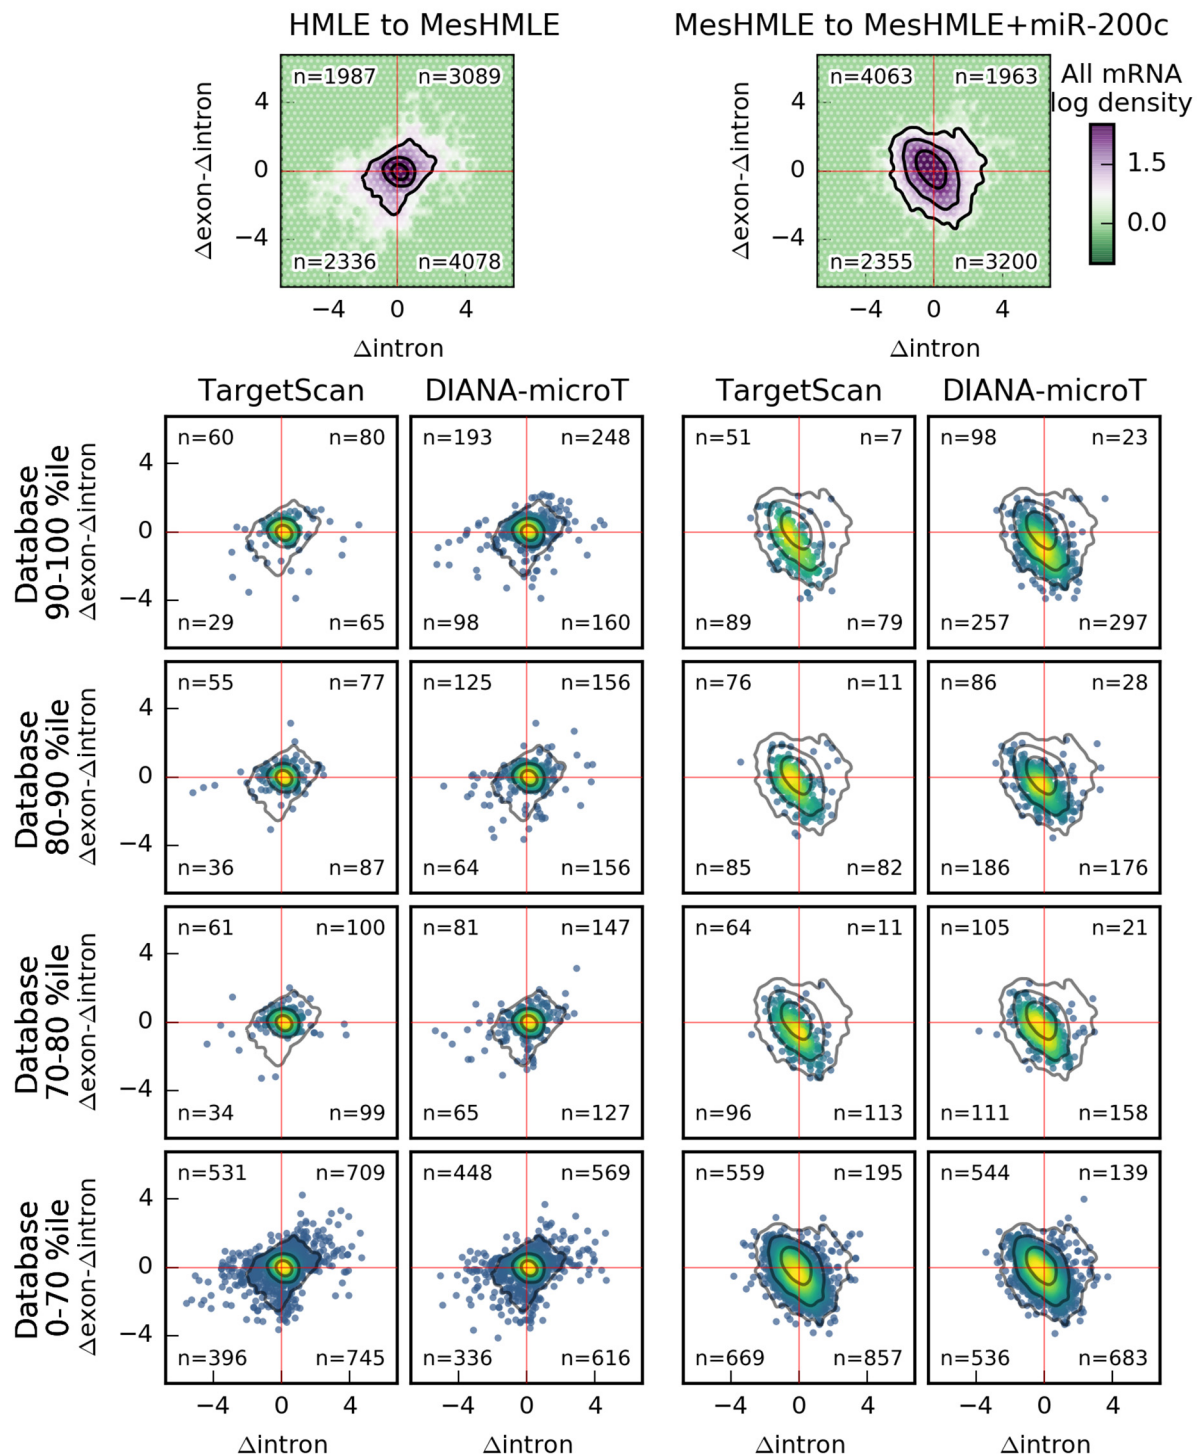 HMLE to MesHMLE
MesHMLE to MesHMLE+miR-200c
n=1987 n=3089
n=2336 n=4078
4
0
−4
Δexon-Δintron
−4 0 4
Δintron
n=4063 n=1963
n=2355 n=3200
4
0
−4
Δexon-Δintron
−4 0 4
Δintron
All mRNA
log density
1.5
0.0
TargetScan DIANA-microT TargetScan DIANA-microT
Database
90-100 %ile
Δexon-Δintron
4
0
−4
n=60 n=80 n=193 n=248 n=51 n=7 n=98 n=23
n=29 n=65 n=98 n=160 n=89 n=79 n=257 n=297
Database
80-90 %ile
Δexon-Δintron
4
0
−4
n=55 n=77 n=125 n=156 n=76 n=11 n=86 n=28
n=36 n=87 n=64 n=156 n=85 n=82 n=186 n=176
Database
70-80 %ile
Δexon-Δintron
4
0
−4
n=61 n=100 n=81 n=147 n=64 n=11 n=105 n=21
n=34 n=99 n=65 n=127 n=96 n=113 n=111 n=158
Database
0-70 %ile
Δexon-Δintron
4
0
−4
n=531 n=709 n=448 n=569 n=559 n=195 n=544 n=139
n=396 n=745 n=336 n=616 n=669 n=857 n=536 n=683
−4 0 4 −4 0 4 −4 0 4 −4 0 4
Δintron Δintron Δintron Δintron